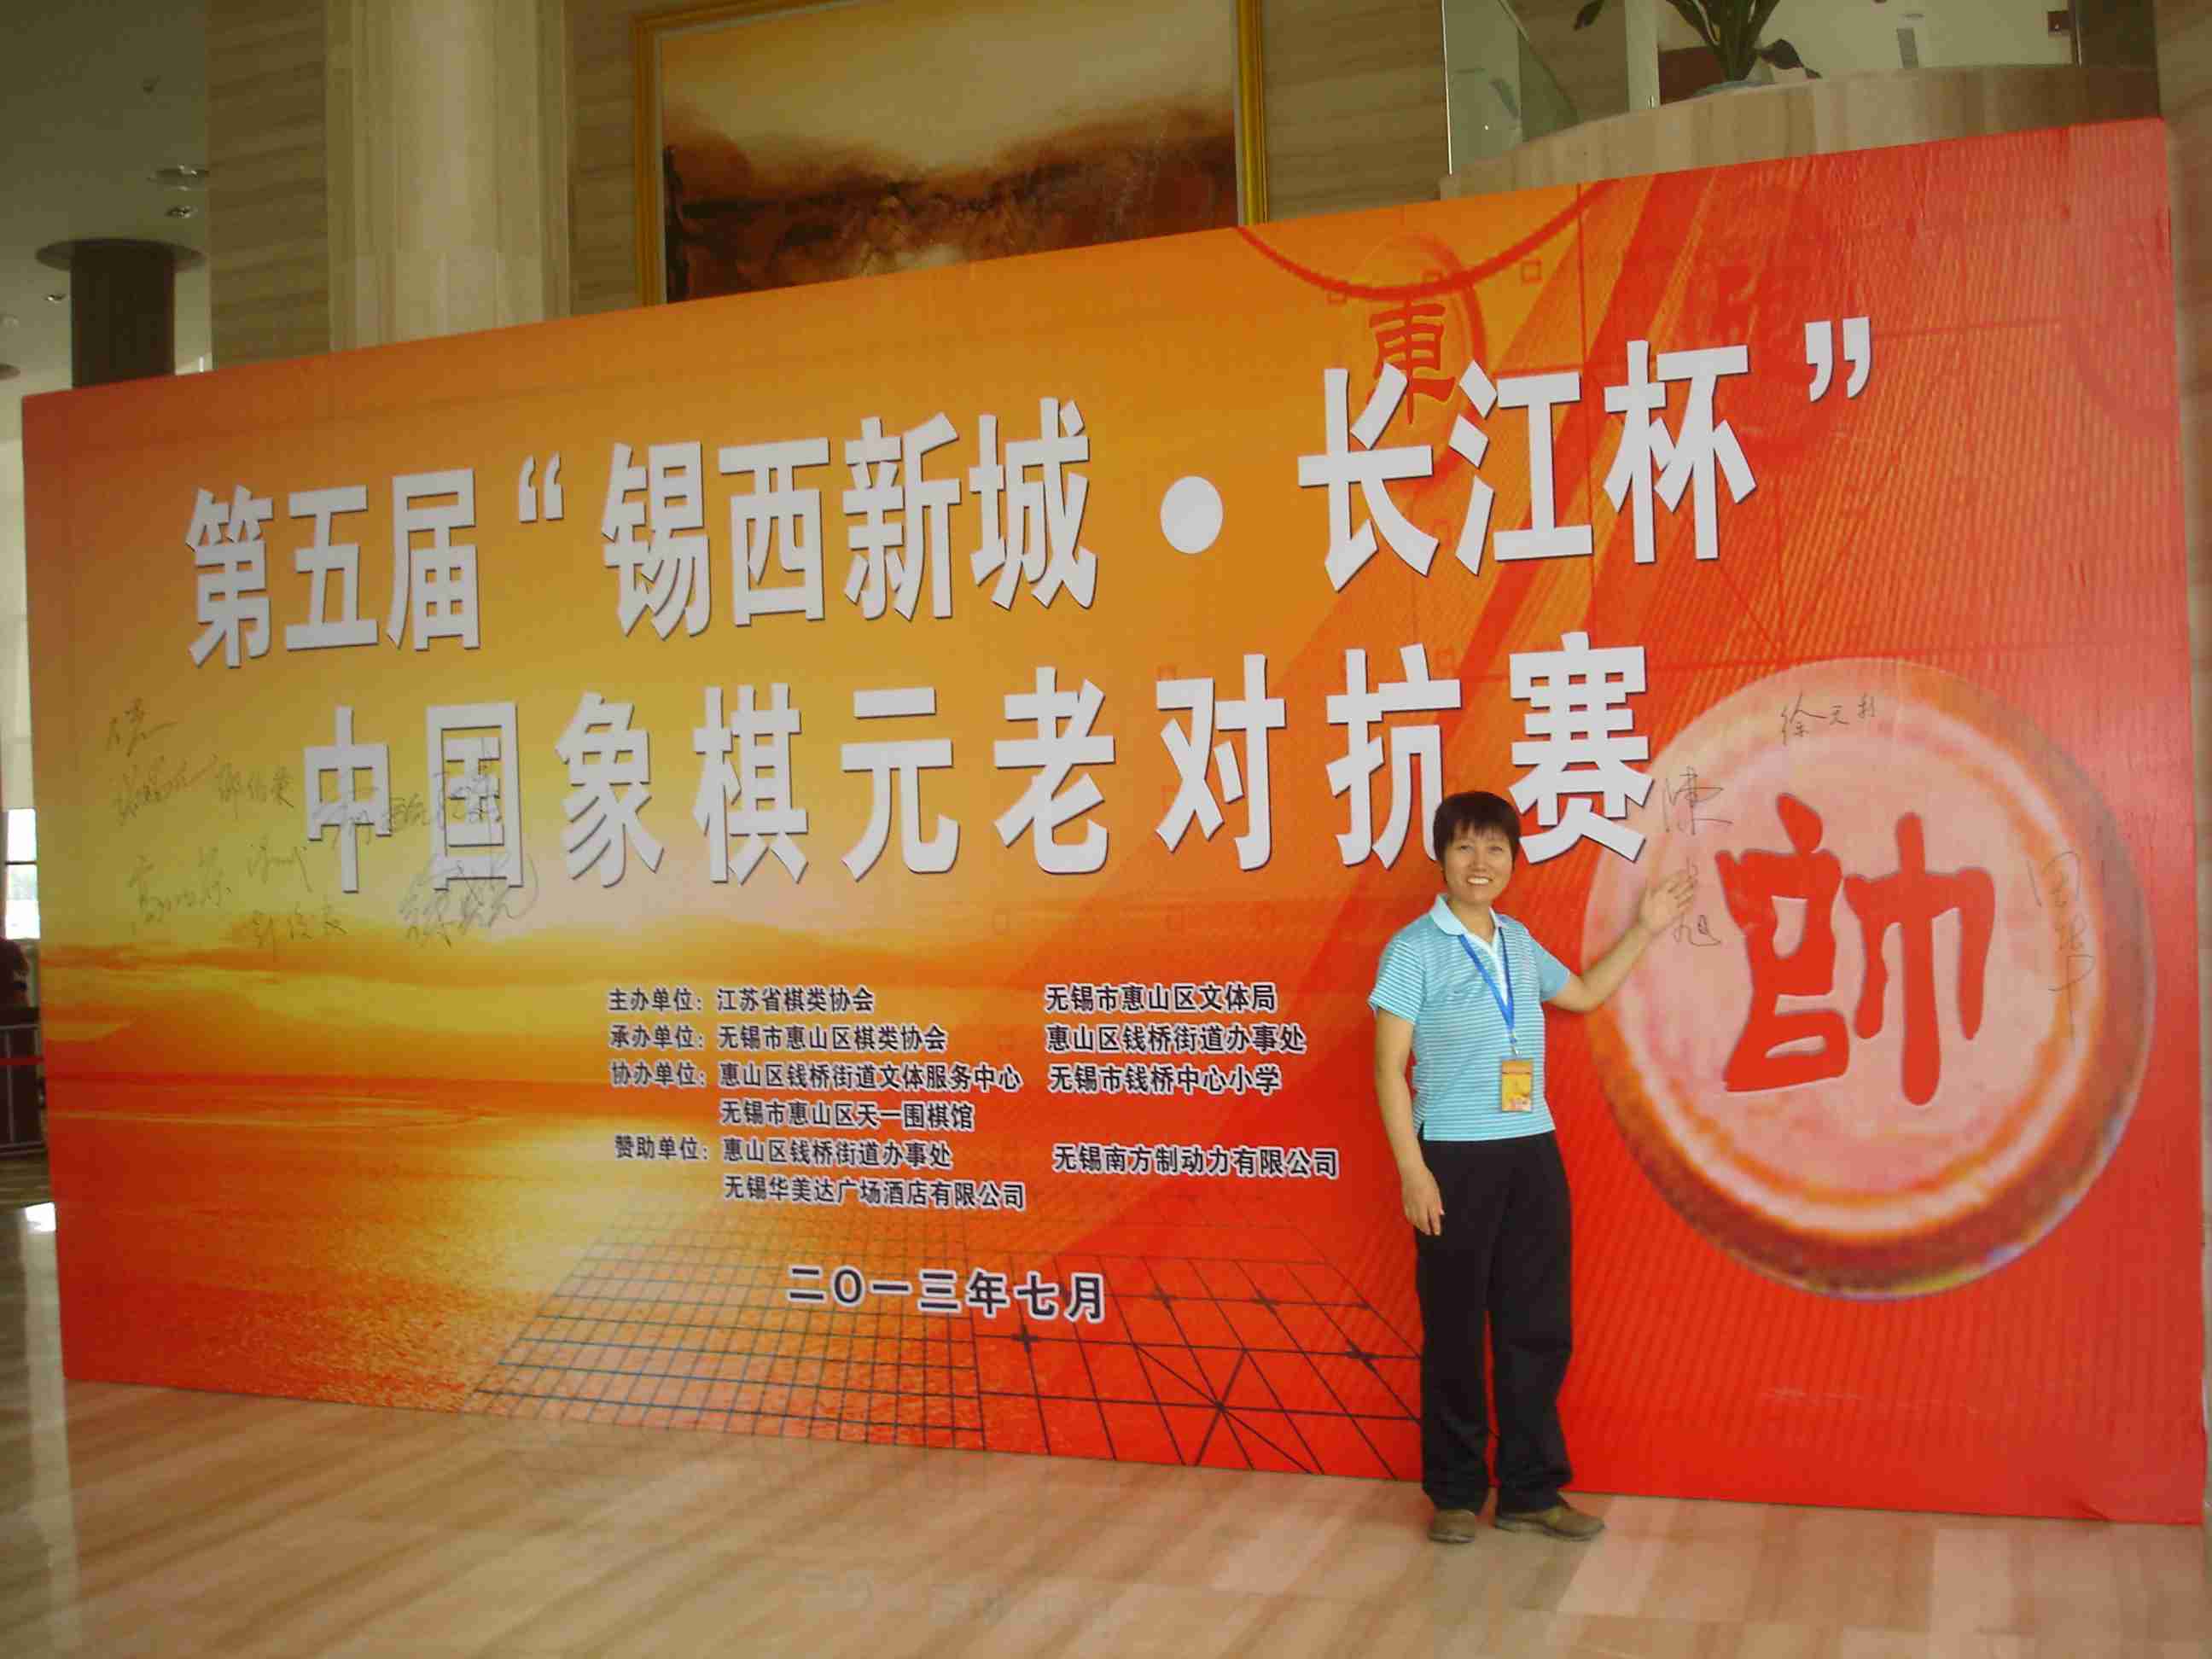 車
第五届“锡西新城·长江杯”
中国象棋元老对抗赛
徐天利
陈
旭
帥
主办单位：江苏省棋类协会 无锡市惠山区文体局
承办单位：无锡市惠山区棋类协会 惠山区钱桥街道办事处
协办单位：惠山区钱桥街道文体服务中心 无锡市钱桥中心小学
无锡市惠山区天一围棋馆
赞助单位：惠山区钱桥街道办事处 无锡南方制动力有限公司
无锡华美达广场酒店有限公司
二〇一三年七月